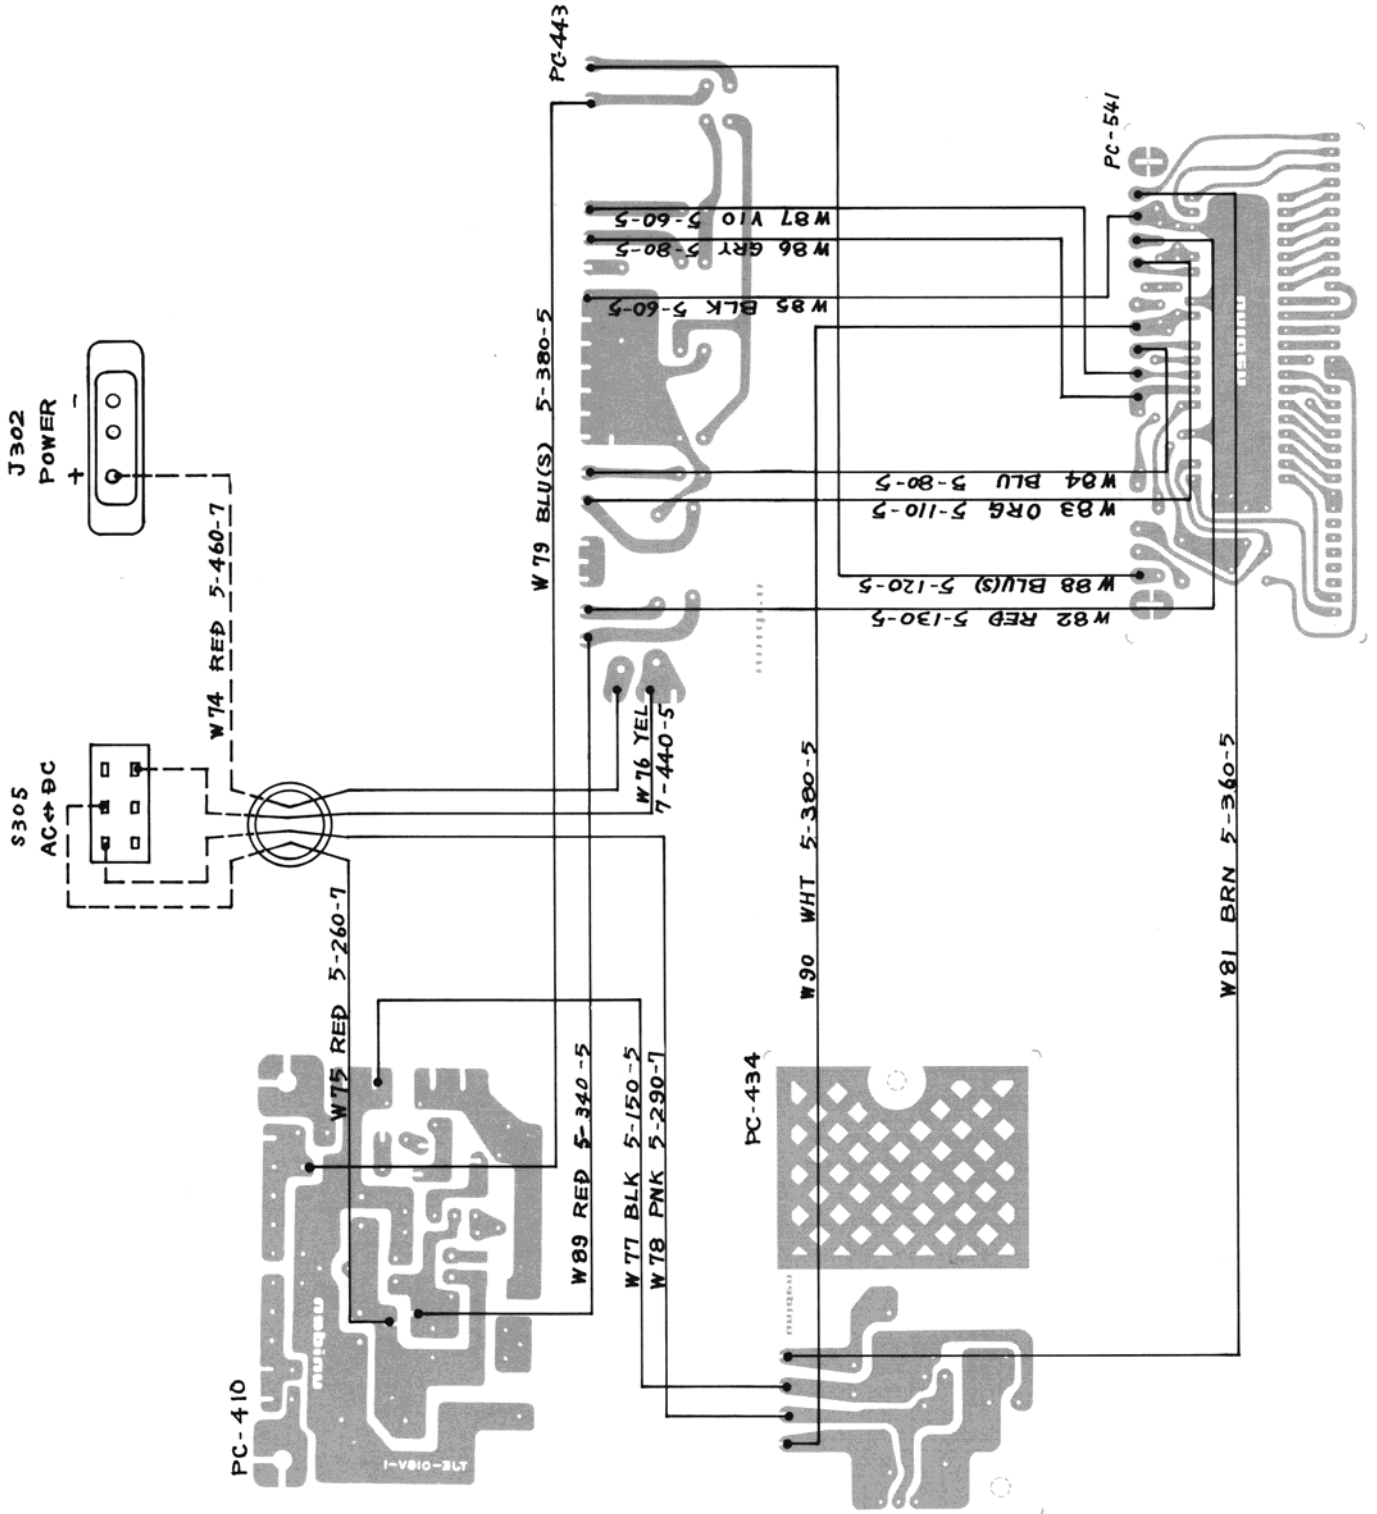 PC-443
J302
POWER
+ -
PC-541
W87 VIO 5-60-5
W86 GRY 5-80-5
W85 BLK 5-60-5
W79 BLU(S) 5-380-5
W74 RED 5-460-7
W84 BLU 5-80-5
W83 ORG 5-110-5
W88 BLU(S) 5-120-5
W82 RED 5-130-5
S305
AC↔DC
W76 YEL
7-440-5
W90 WHT 5-380-5
W81 BRN 5-360-5
W75 RED 5-260-7
W89 RED 5-340-5
W77 BLK 5-150-5
W78 PNK 5-290-7
PC-434
PC-410
uniden
uniden